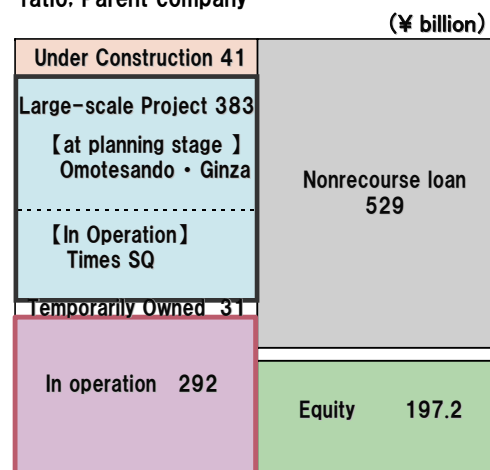 ratio, Parent company
(¥ billion)
Under Construction 41
Large-scale Project 383
【at planning stage 】
Omotesando・Ginza
【In Operation】
Times SQ
Temporarily Owned 31
In operation 292
Nonrecourse loan
529
Equity 197.2